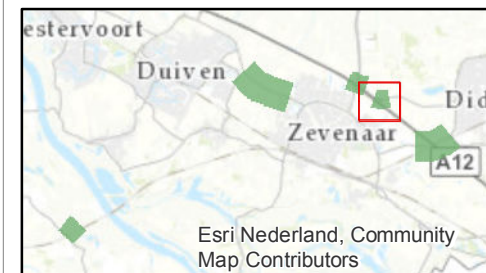 estervoort
Duiven
Did
Zevenaar
A12
Esri Nederland, Community
Map Contributors